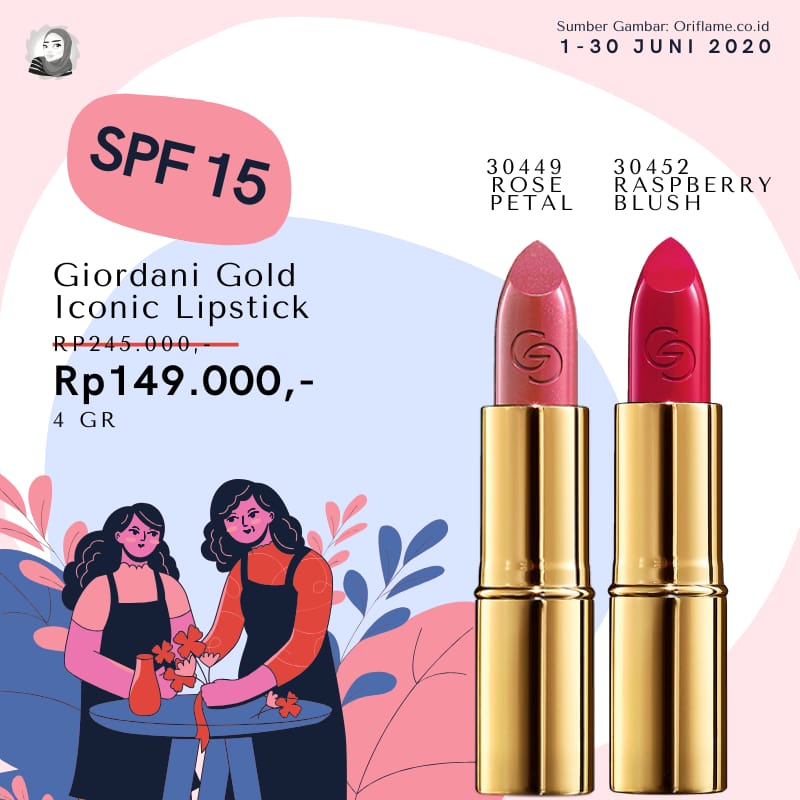 Sumber Gambar: Oriflame.co.id
1-30 JUNI 2020
SPF 15
30449
ROSE
PETAL
30452
RASPBERRY
BLUSH
Giordani Gold
Iconic Lipstick
RP245.000,-
Rp149.000,-
4 GR